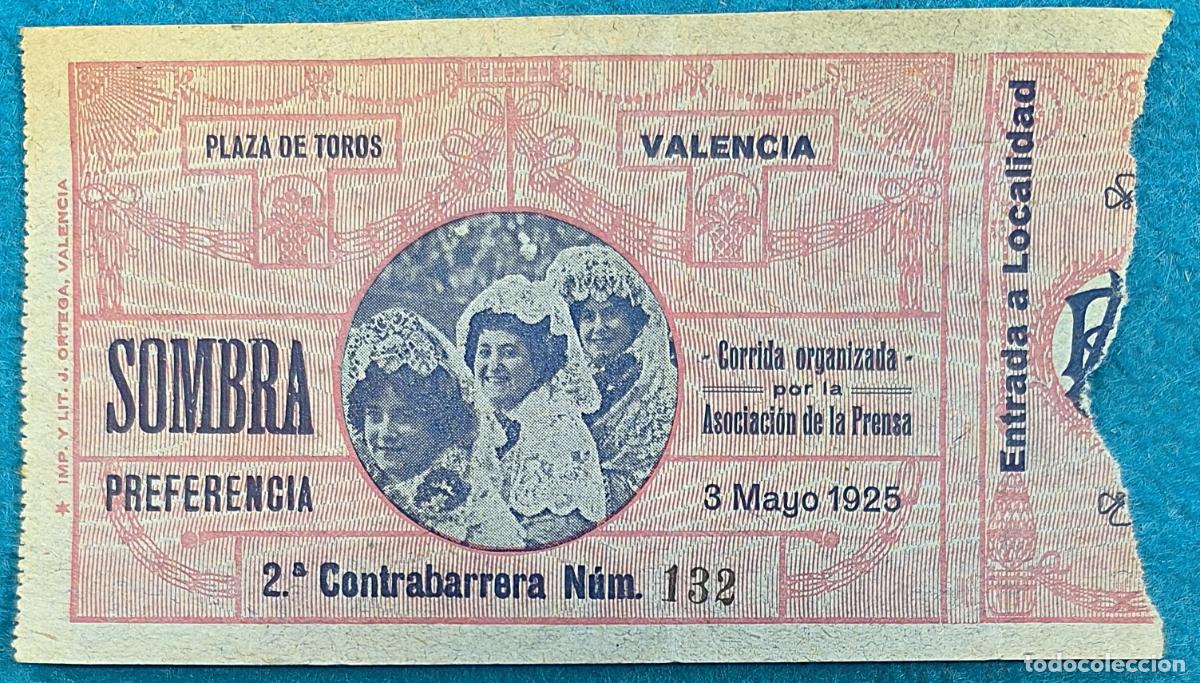 PLAZA DE TOROS
VALENCIA
SOMBRA
PREFERENCIA
- Corrida organizada -
por la
Asociación de la Prensa
3 Mayo 1925
2.ª Contrabarrera Núm. 132
Entrada a Localidad
* IMP. Y LIT. J. ORTEGA, VALENCIA
todocoleccion